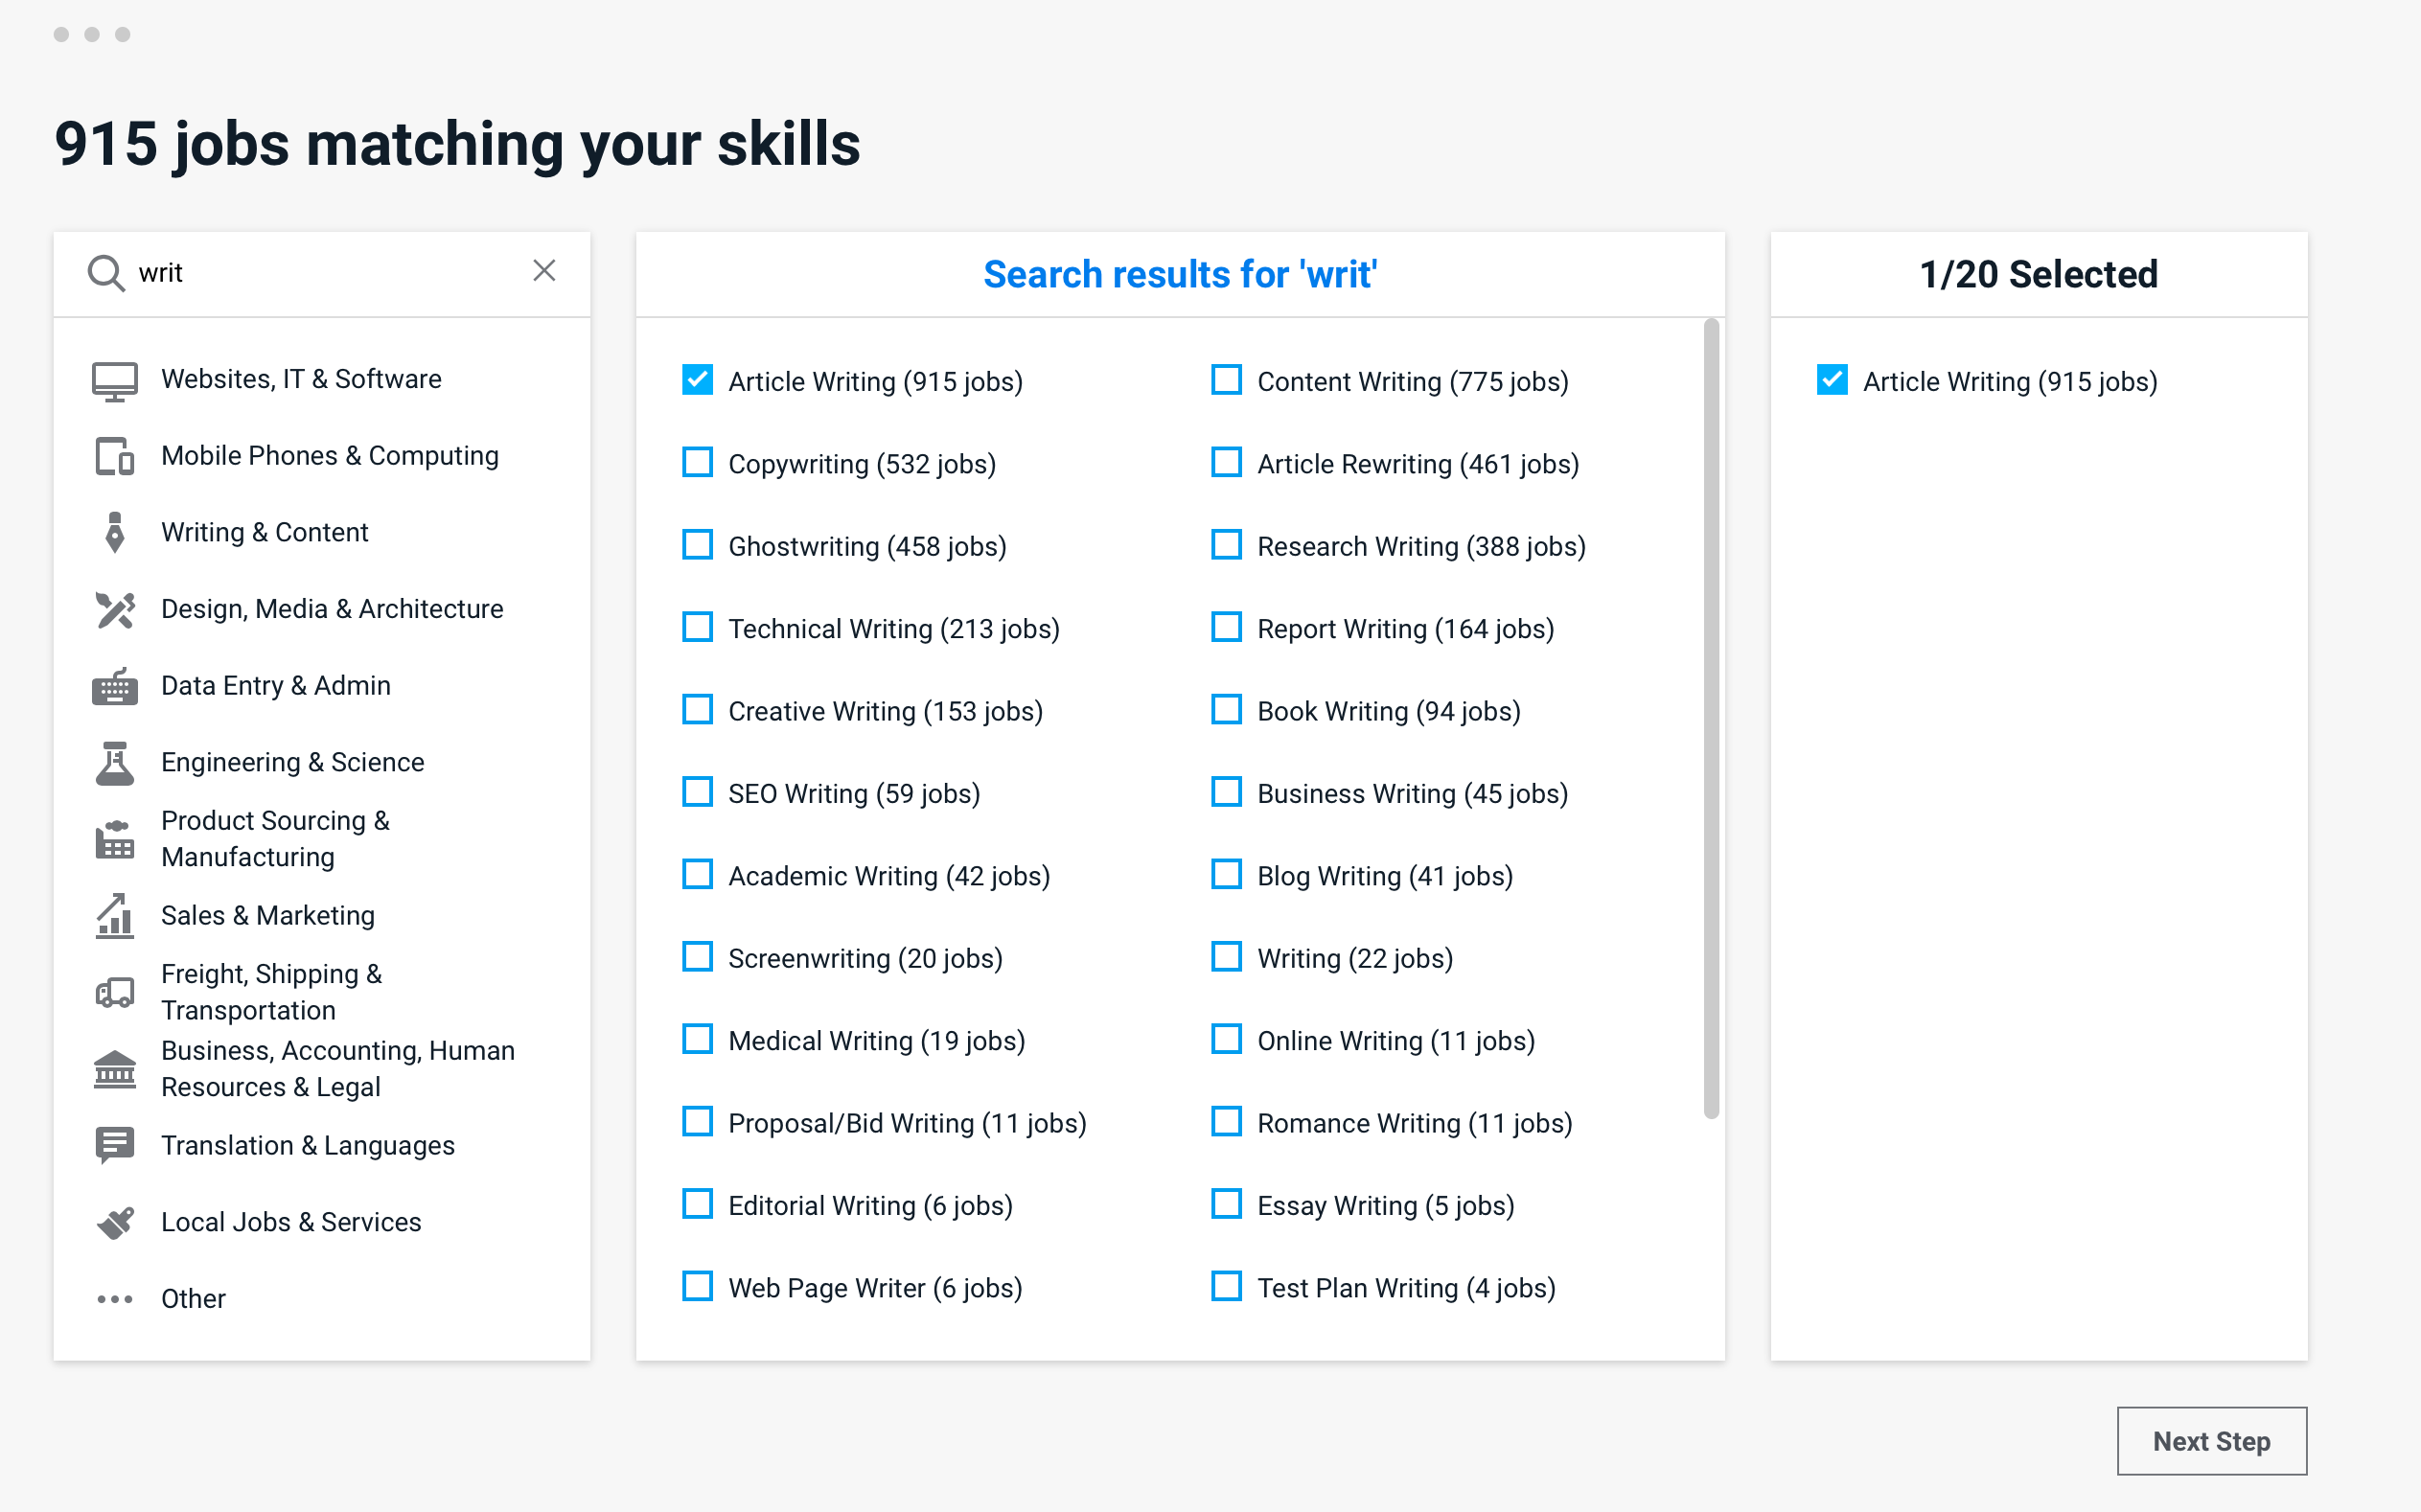 915 jobs matching your skills
writ
Websites, IT & Software
Mobile Phones & Computing
Writing & Content
Design, Media & Architecture
Data Entry & Admin
Engineering & Science
Product Sourcing &
Manufacturing
Sales & Marketing
Freight, Shipping &
Transportation
Business, Accounting, Human
Resources & Legal
Translation & Languages
Local Jobs & Services
Other
Search results for 'writ'
Article Writing (915 jobs)
Content Writing (775 jobs)
Copywriting (532 jobs)
Article Rewriting (461 jobs)
Ghostwriting (458 jobs)
Research Writing (388 jobs)
Technical Writing (213 jobs)
Report Writing (164 jobs)
Creative Writing (153 jobs)
Book Writing (94 jobs)
SEO Writing (59 jobs)
Business Writing (45 jobs)
Academic Writing (42 jobs)
Blog Writing (41 jobs)
Screenwriting (20 jobs)
Writing (22 jobs)
Medical Writing (19 jobs)
Online Writing (11 jobs)
Proposal/Bid Writing (11 jobs)
Romance Writing (11 jobs)
Editorial Writing (6 jobs)
Essay Writing (5 jobs)
Web Page Writer (6 jobs)
Test Plan Writing (4 jobs)
1/20 Selected
Article Writing (915 jobs)
Next Step